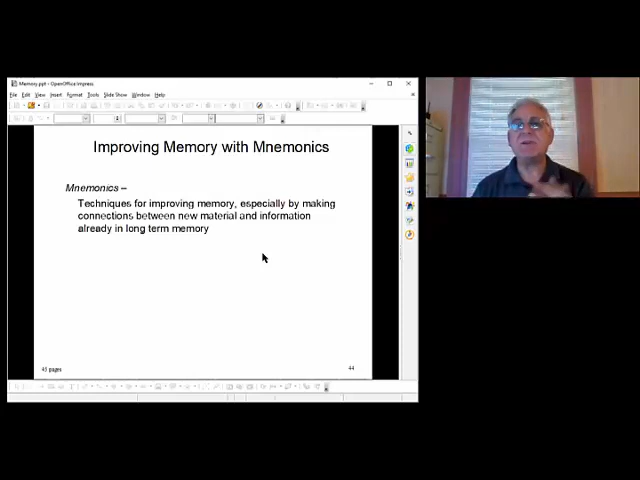 Memory.ppt - OpenOffice Impress
File Edit View Insert Format Tools Slide Show Window Help
Improving Memory with Mnemonics
Mnemonics –
Techniques for improving memory, especially by making
connections between new material and information
already in long term memory
45 pages
44